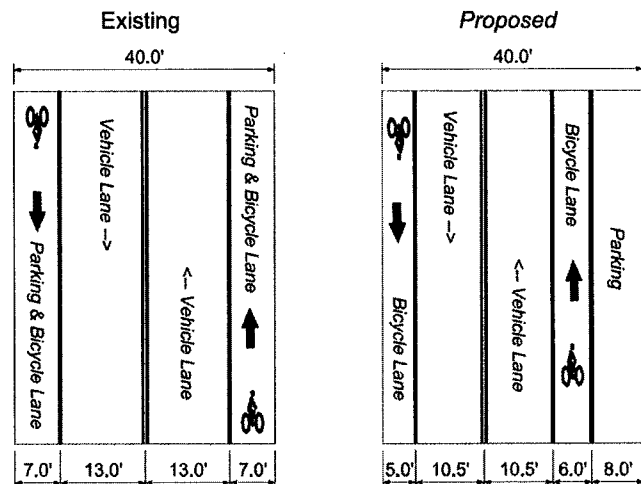 Existing
40.0'
Parking & Bicycle Lane
Vehicle Lane -->
<-- Vehicle Lane
Parking & Bicycle Lane
7.0' 13.0' 13.0' 7.0'
Proposed
40.0'
Bicycle Lane
Vehicle Lane -->
<-- Vehicle Lane
Bicycle Lane
Parking
5.0' 10.5' 10.5' 6.0' 8.0'